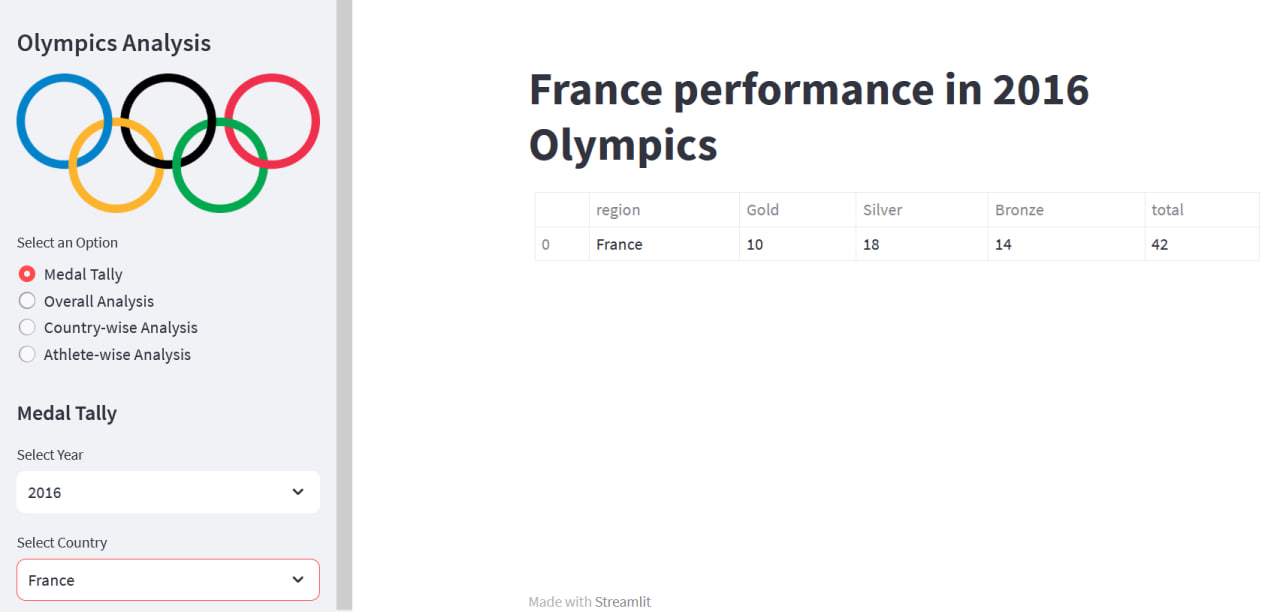 Olympics Analysis
Select an Option
Medal Tally
Overall Analysis
Country-wise Analysis
Athlete-wise Analysis
Medal Tally
Select Year
2016
Select Country
France
France performance in 2016
Olympics
region Gold Silver Bronze total
0 France 10 18 14 42
Made with Streamlit